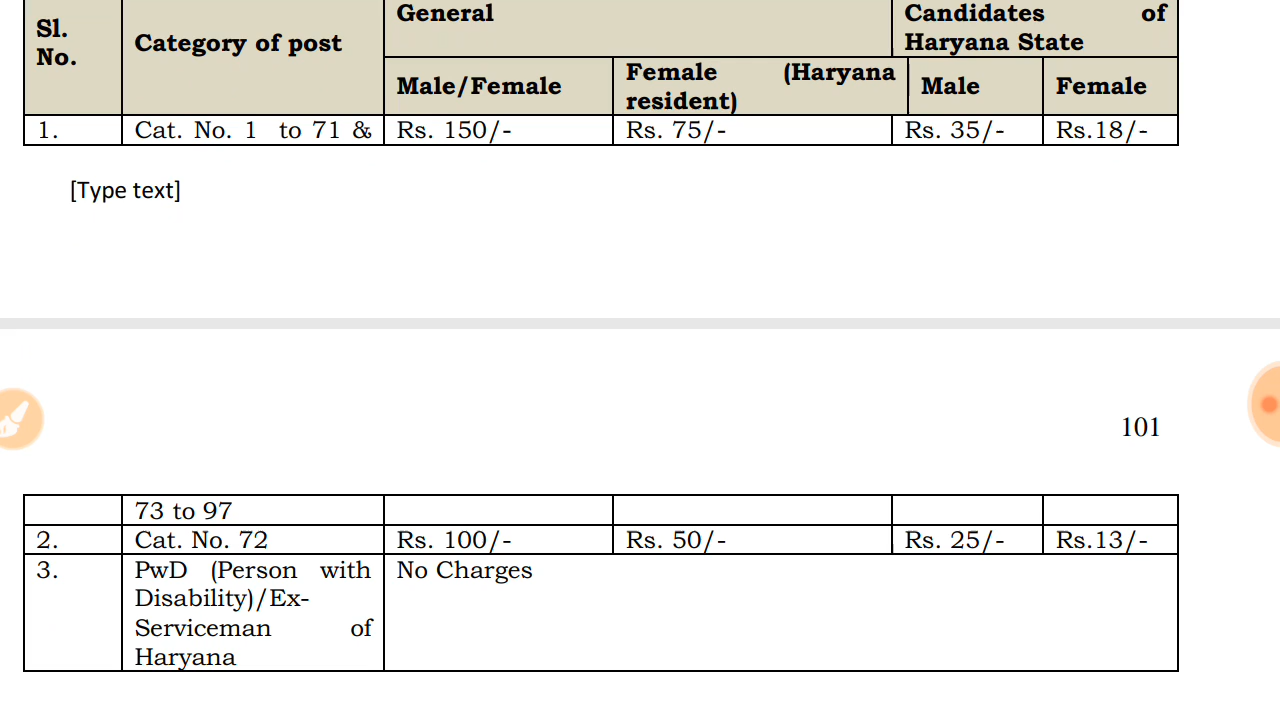 Sl. No. Category of post General Candidates of Haryana State
Male/Female Female (Haryana resident) Male Female
1. Cat. No. 1 to 71 & Rs. 150/- Rs. 75/- Rs. 35/- Rs.18/-
[Type text]
101
73 to 97
2. Cat. No. 72 Rs. 100/- Rs. 50/- Rs. 25/- Rs.13/-
3. PwD (Person with No Charges
Disability)/Ex-
Serviceman of
Haryana